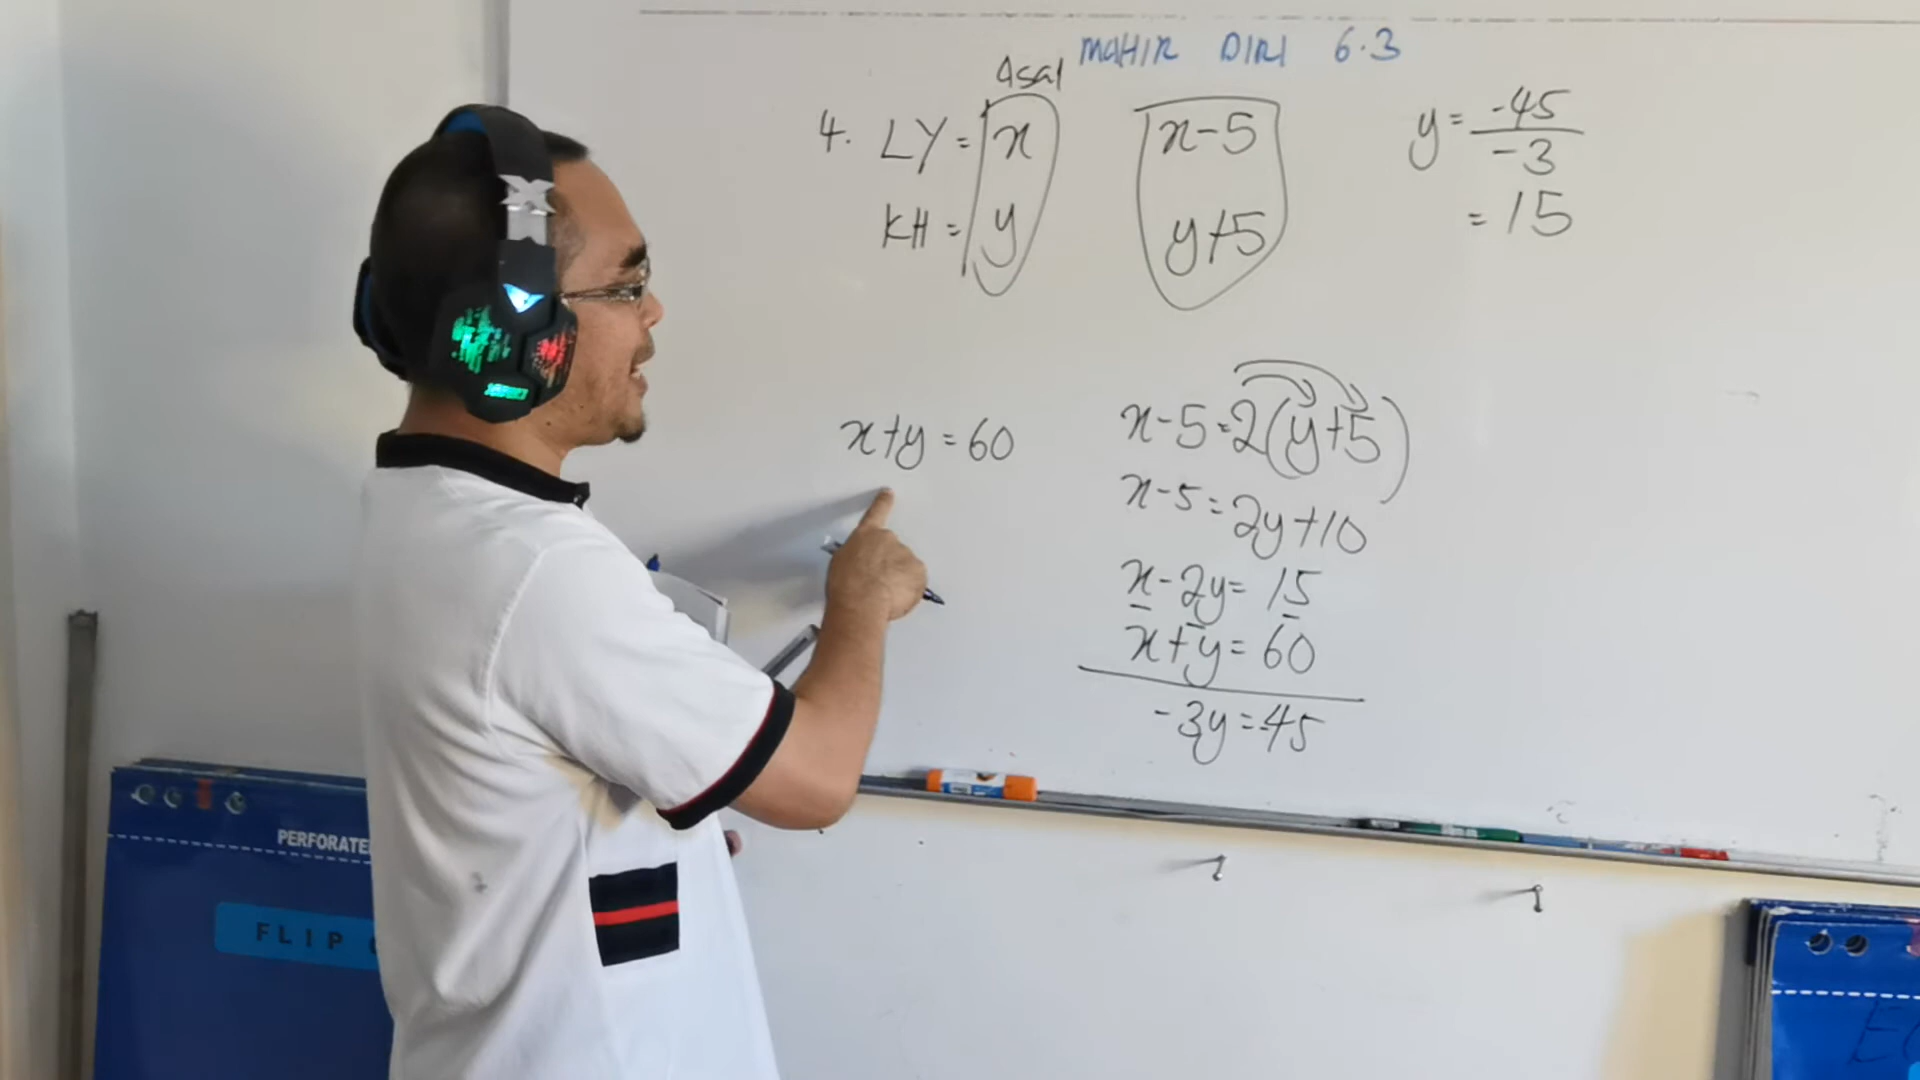 MAHIR DIRI 6.3
Asal
4. LY = x
KH = y
x-5
y+5
y = -45/-3
= 15
x+y = 60
x-5=2(y+5)
x-5=2y+10
x-2y= 15
x+y= 60
-3y=-45
PERFORATE
FLIP